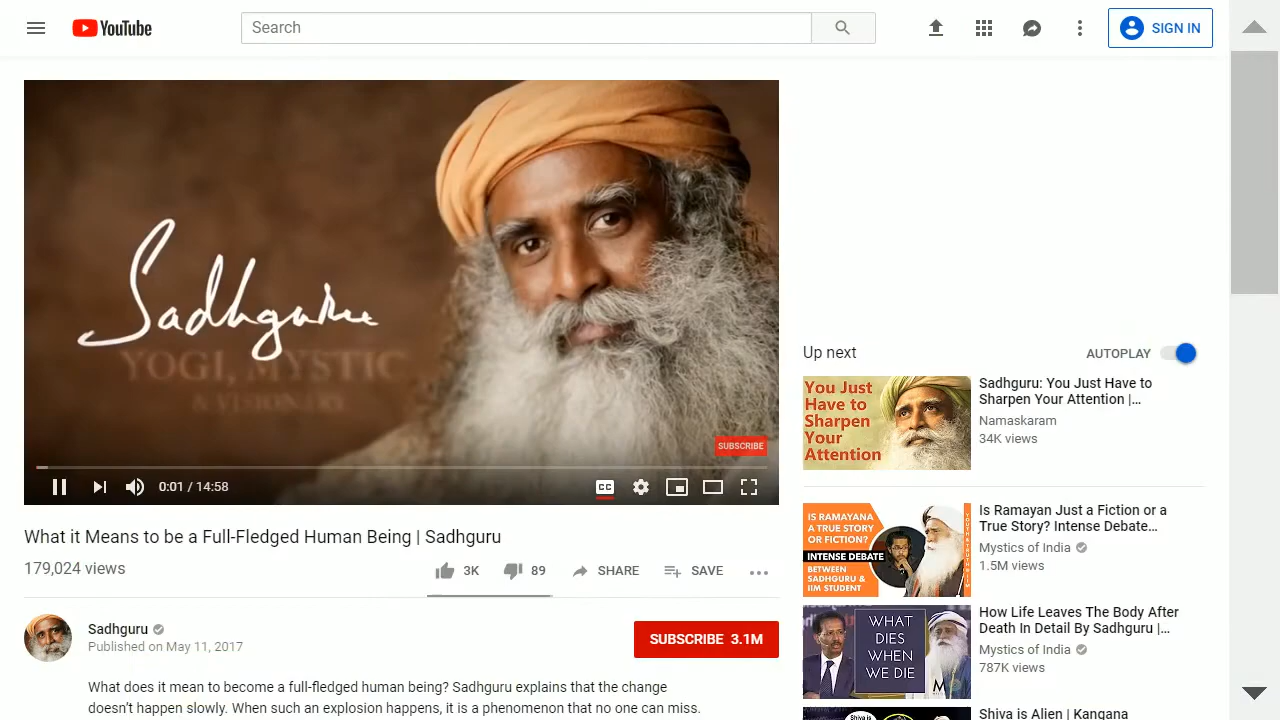 YouTube
Search
SIGN IN
Sadhguru
YOGI, MYSTIC
& VISIONARY
SUBSCRIBE
0:01 / 14:58
CC
What it Means to be a Full-Fledged Human Being | Sadhguru
179,024 views
3K
89
SHARE
SAVE
Sadhguru
Published on May 11, 2017
SUBSCRIBE 3.1M
What does it mean to become a full-fledged human being? Sadhguru explains that the change
doesn't happen slowly. When such an explosion happens, it is a phenomenon that no one can miss.
Up next
AUTOPLAY
You Just
Have to
Sharpen
Your
Attention
Sadhguru: You Just Have to
Sharpen Your Attention |…
Namaskaram
34K views
IS RAMAYANA
A TRUE STORY
OR FICTION?
INTENSE DEBATE
BETWEEN
SADHGURU &
IIM STUDENT
Is Ramayan Just a Fiction or a
True Story? Intense Debate…
Mystics of India
1.5M views
WHAT
DIES
WHEN
WE DIE
How Life Leaves The Body After
Death In Detail By Sadhguru |…
Mystics of India
787K views
Shiva is
Shiva is Alien | Kangana